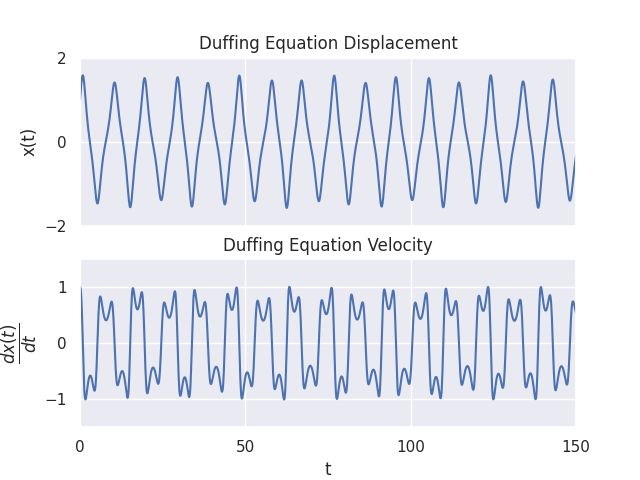 Duffing Equation Displacement
2
0
−2
x(t)
Duffing Equation Velocity
1
0
−1
dx(t)
dt
0 50 100 150
t